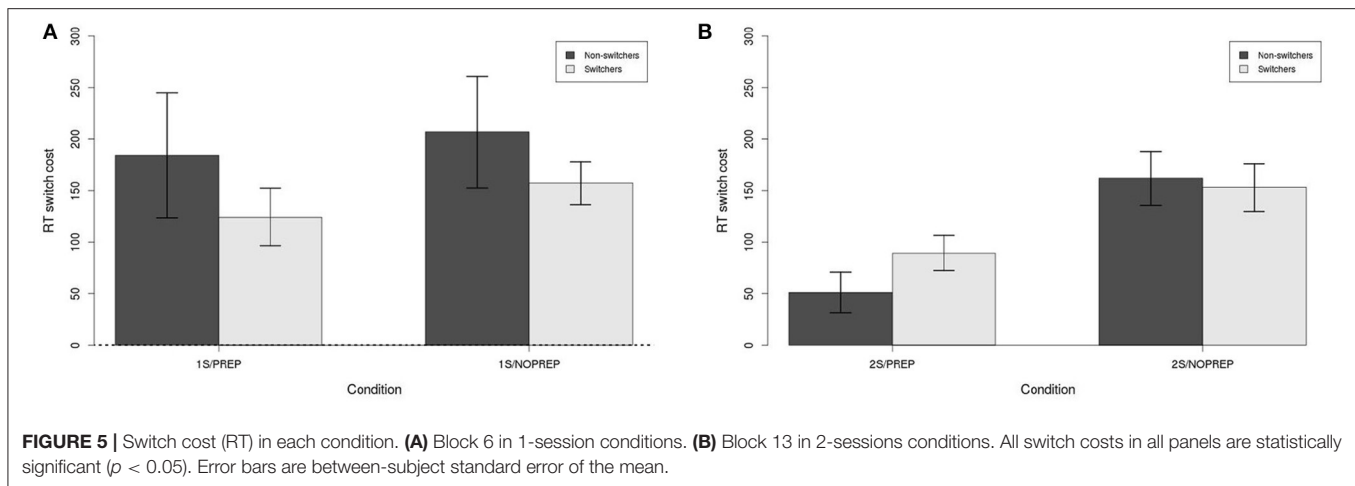 A
Non-switchers
Switchers
300
250
200
150
100
50
0
RT switch cost
1S/PREP
1S/NOPREP
Condition
B
Non-switchers
Switchers
300
250
200
150
100
50
0
RT switch cost
2S/PREP
2S/NOPREP
Condition
FIGURE 5 | Switch cost (RT) in each condition. (A) Block 6 in 1-session conditions. (B) Block 13 in 2-sessions conditions. All switch costs in all panels are statistically
significant (p < 0.05). Error bars are between-subject standard error of the mean.